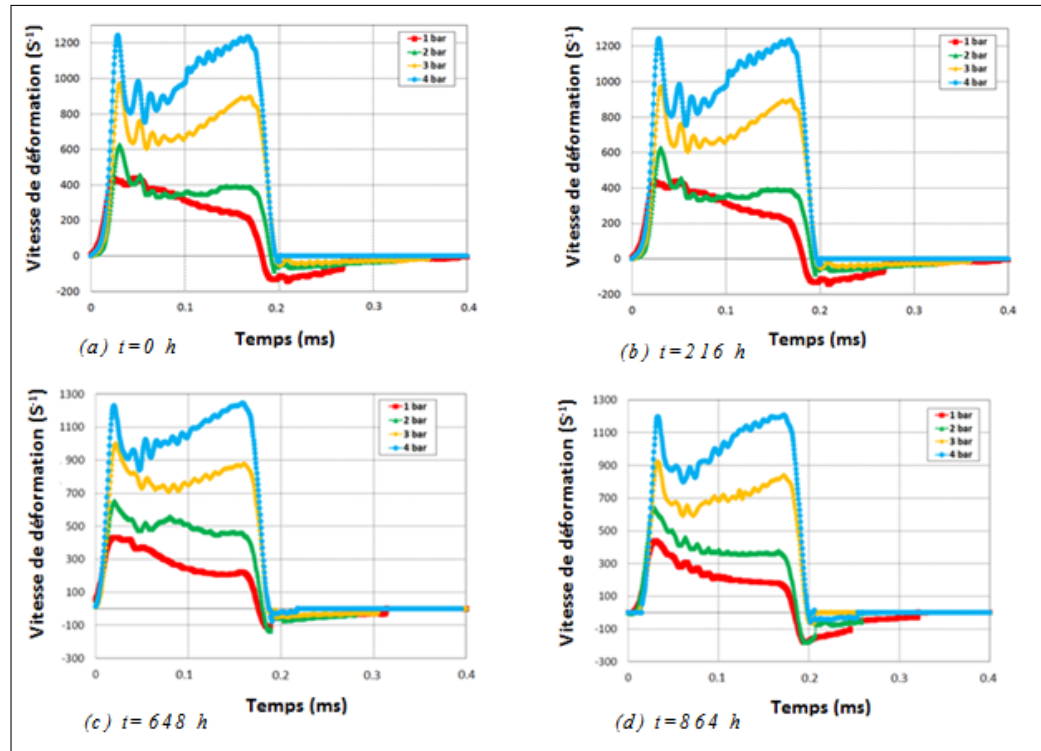 Vitesse de déformation (S⁻¹)
1200
1000
800
600
400
200
0
-200
1 bar
2 bar
3 bar
4 bar
0
0.1
0.2
0.3
0.4
Temps (ms)
(a) t=0 h
Vitesse de déformation (S⁻¹)
1200
1000
800
600
400
200
0
-200
1 bar
2 bar
3 bar
4 bar
0
0.1
0.2
0.3
0.4
Temps (ms)
(b) t=216 h
Vitesse de déformation (S⁻¹)
1300
1100
900
700
500
300
100
-100
-300
1 bar
2 bar
3 bar
4 bar
0
0.1
0.2
0.3
0.4
Temps (ms)
(c) t=648 h
Vitesse de déformation (S⁻¹)
1300
1100
900
700
500
300
100
-100
-300
1 bar
2 bar
3 bar
4 bar
0
0.1
0.2
0.3
0.4
Temps (ms)
(d) t=864 h